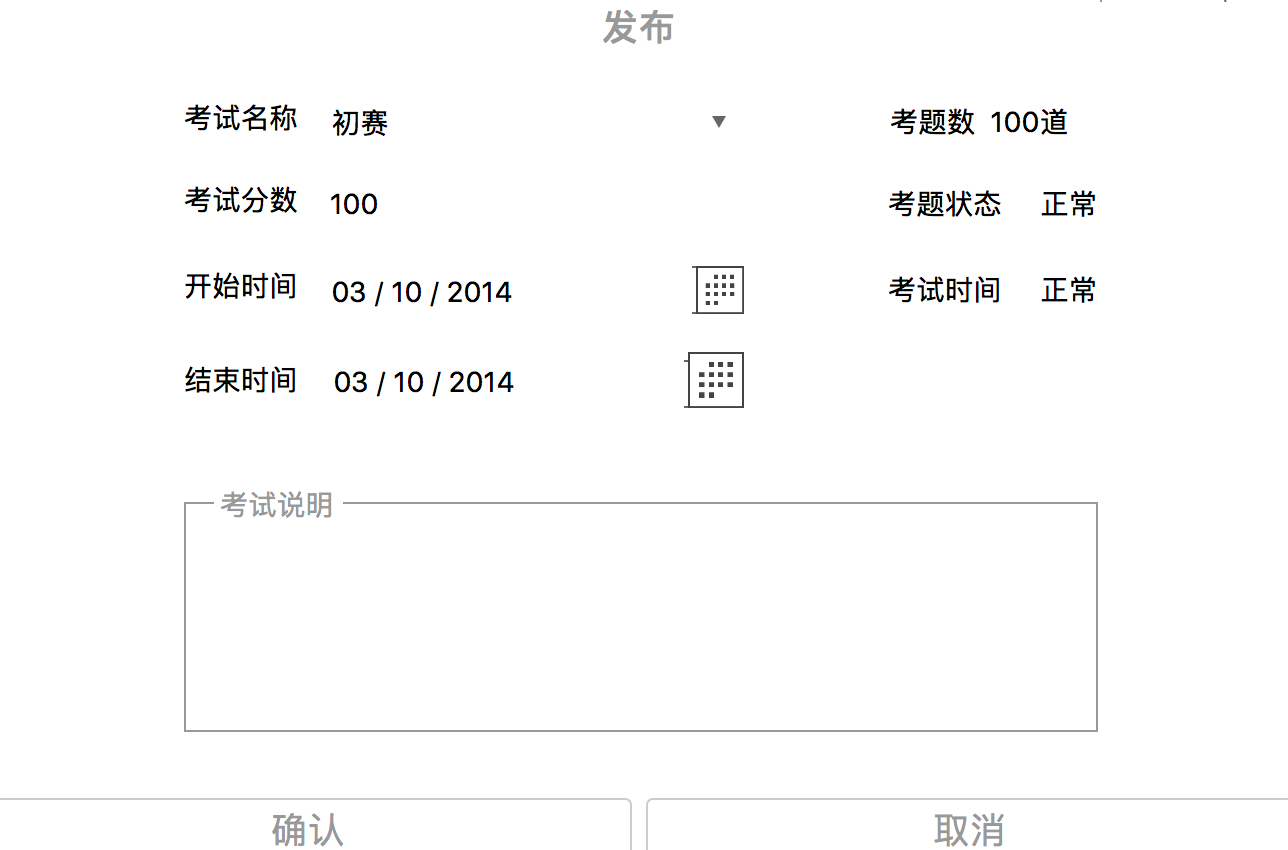 发布
考试名称 初赛 考题数 100道
考试分数 100 考题状态 正常
开始时间 03 / 10 / 2014 考试时间 正常
结束时间 03 / 10 / 2014
考试说明
确认 取消